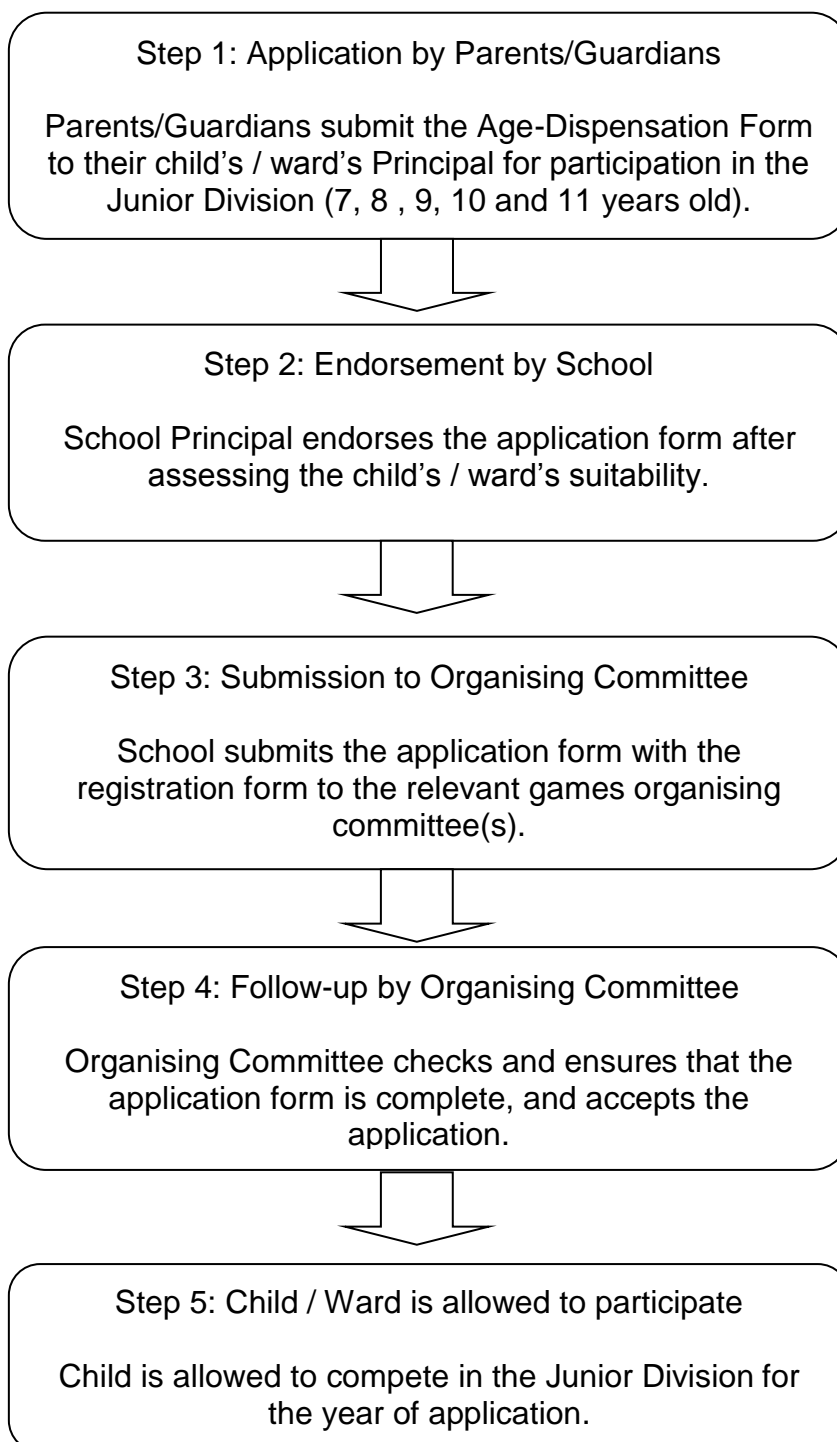 Step 1: Application by Parents/Guardians
Parents/Guardians submit the Age-Dispensation Form
to their child’s / ward’s Principal for participation in the
Junior Division (7, 8 , 9, 10 and 11 years old).
Step 2: Endorsement by School
School Principal endorses the application form after
assessing the child’s / ward’s suitability.
Step 3: Submission to Organising Committee
School submits the application form with the
registration form to the relevant games organising
committee(s).
Step 4: Follow-up by Organising Committee
Organising Committee checks and ensures that the
application form is complete, and accepts the
application.
Step 5: Child / Ward is allowed to participate
Child is allowed to compete in the Junior Division for
the year of application.